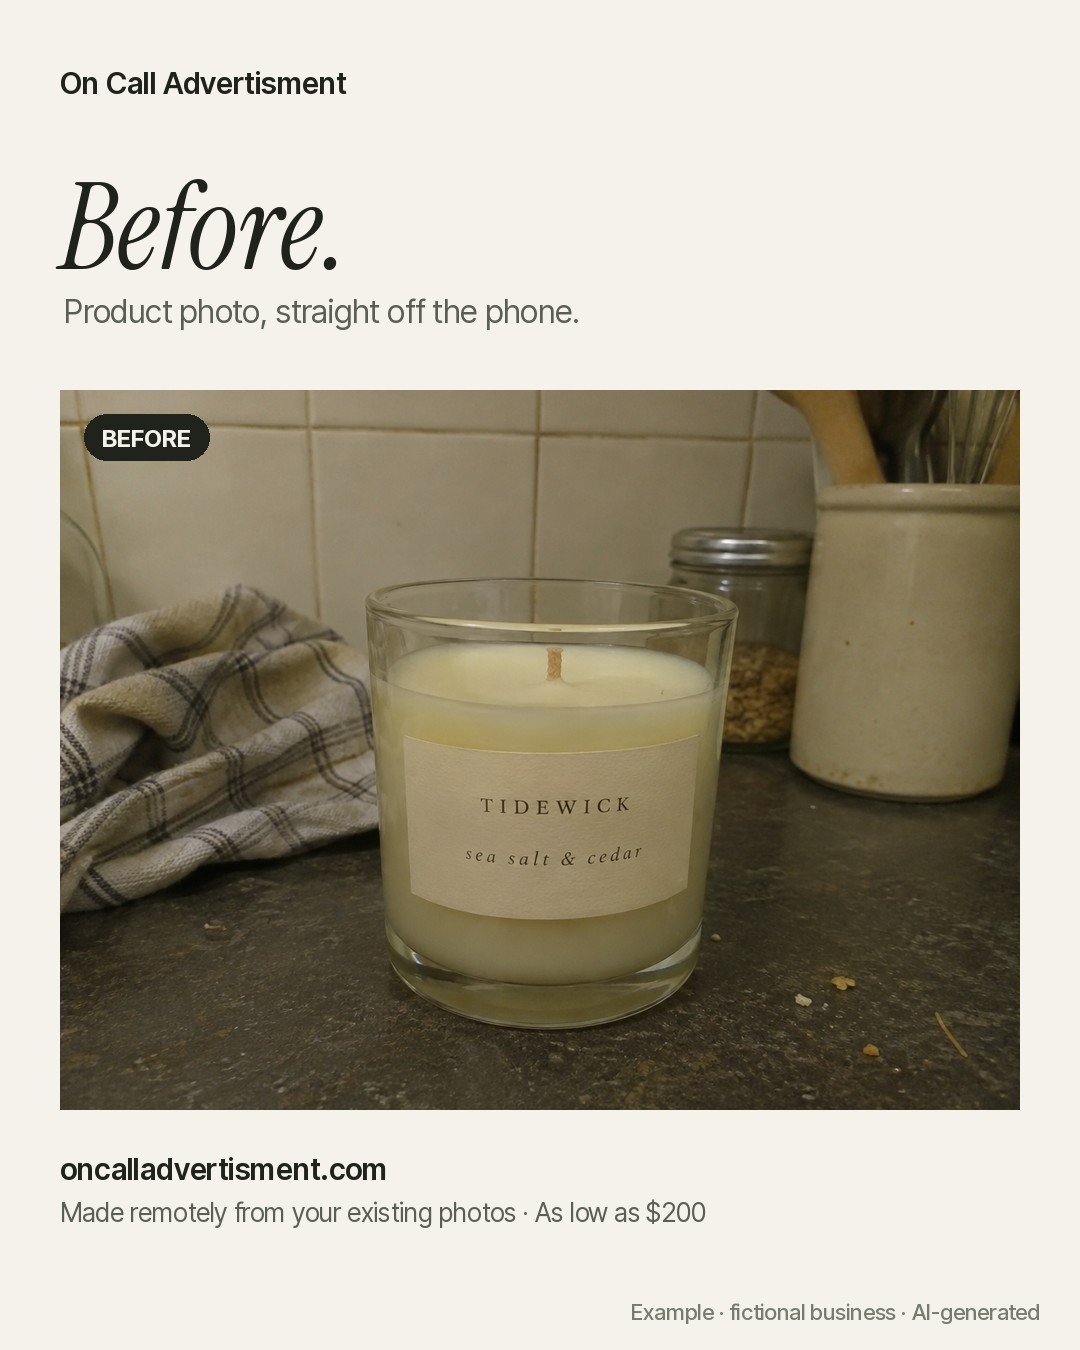 On Call Advertisment
Before.
Product photo, straight off the phone.
BEFORE
TIDEWICK
sea salt & cedar
oncalladvertisment.com
Made remotely from your existing photos · As low as $200
Example · fictional business · AI-generated